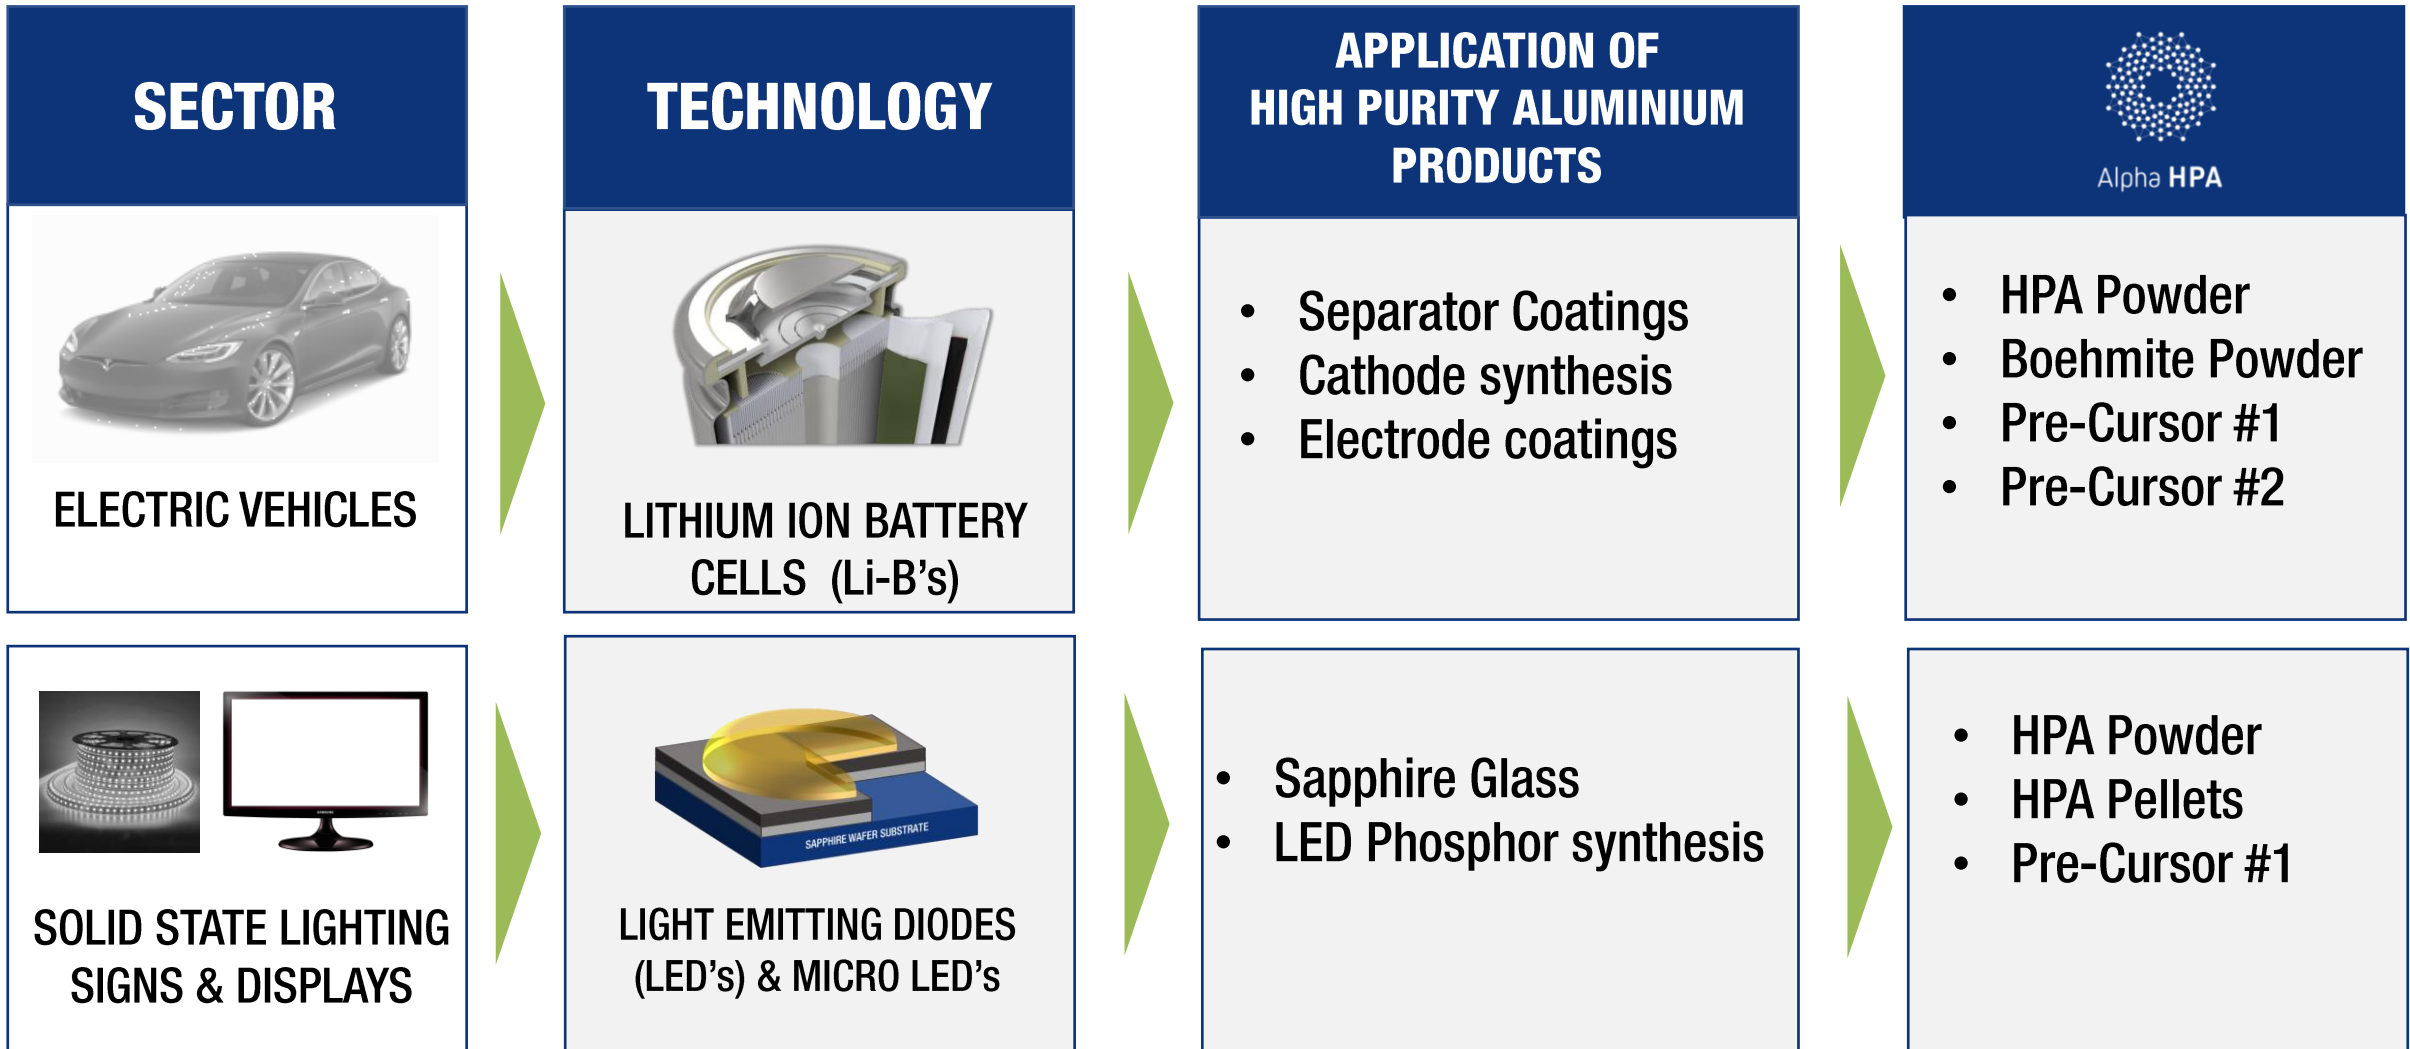 SECTOR
TECHNOLOGY
APPLICATION OF
HIGH PURITY ALUMINIUM
PRODUCTS
Alpha HPA
ELECTRIC VEHICLES
LITHIUM ION BATTERY
CELLS (Li-B’s)
• Separator Coatings
• Cathode synthesis
• Electrode coatings
• HPA Powder
• Boehmite Powder
• Pre-Cursor #1
• Pre-Cursor #2
SAMSUNG
SOLID STATE LIGHTING
SIGNS & DISPLAYS
SAPPHIRE WAFER SUBSTRATE
LIGHT EMITTING DIODES
(LED’s) & MICRO LED’s
• Sapphire Glass
• LED Phosphor synthesis
• HPA Powder
• HPA Pellets
• Pre-Cursor #1